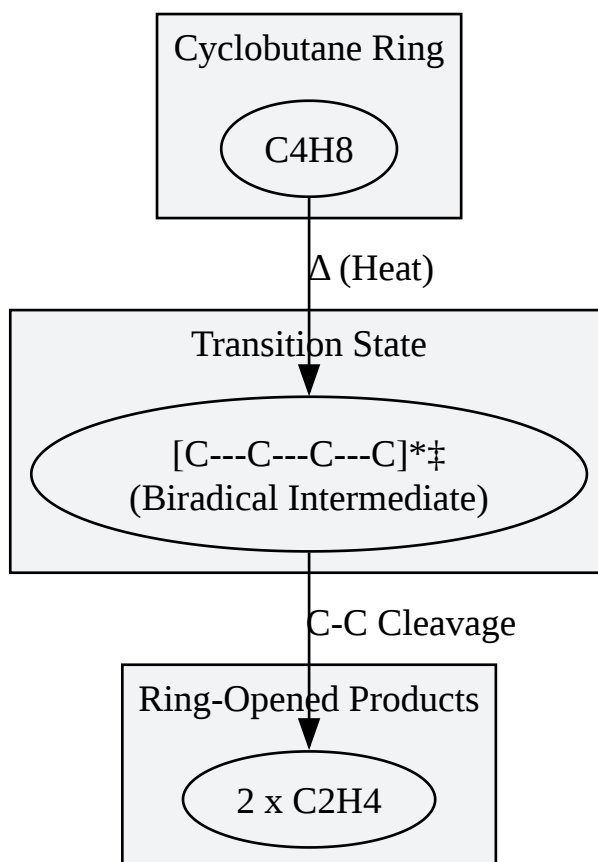 Cyclobutane Ring
C4H8
Δ (Heat)
Transition State
[C---C---C---C]*‡
(Biradical Intermediate)
C-C Cleavage
Ring-Opened Products
2 x C2H4